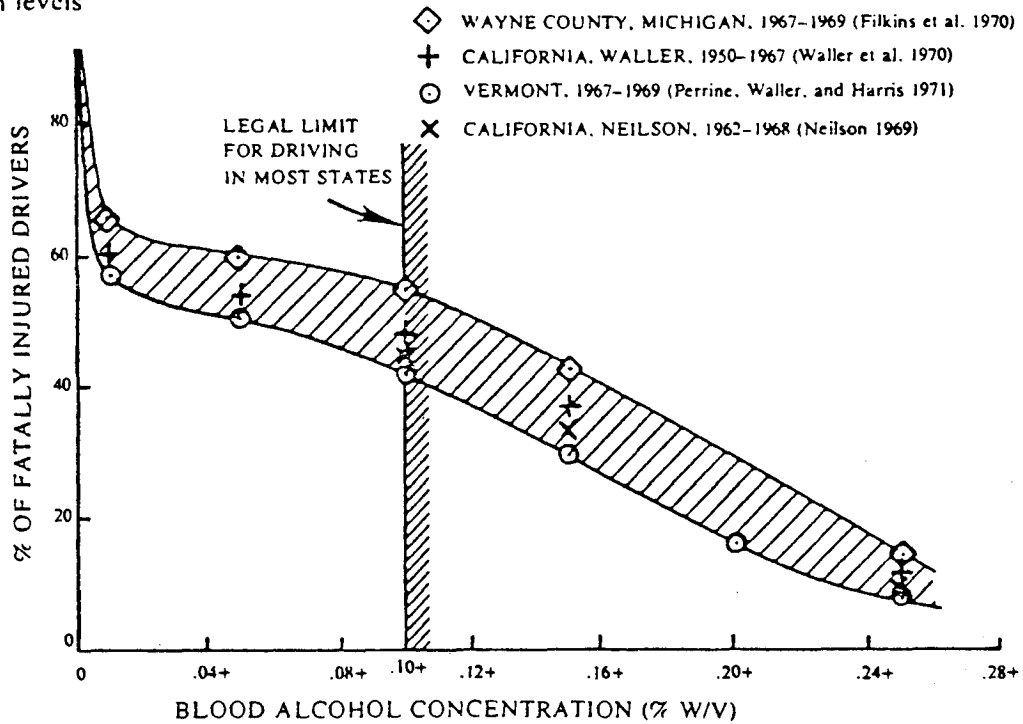 levels
WAYNE COUNTY, MICHIGAN, 1967–1969 (Filkins et al. 1970)
CALIFORNIA, WALLER, 1950–1967 (Waller et al. 1970)
VERMONT, 1967–1969 (Perrine, Waller, and Harris 1971)
CALIFORNIA, NEILSON, 1962–1968 (Neilson 1969)
LEGAL LIMIT
FOR DRIVING
IN MOST STATES
% OF FATALLY INJURED DRIVERS
80
60
40
20
0
0 .04+ .08+ .10+ .12+ .16+ .20+ .24+ .28+
BLOOD ALCOHOL CONCENTRATION (% W/V)